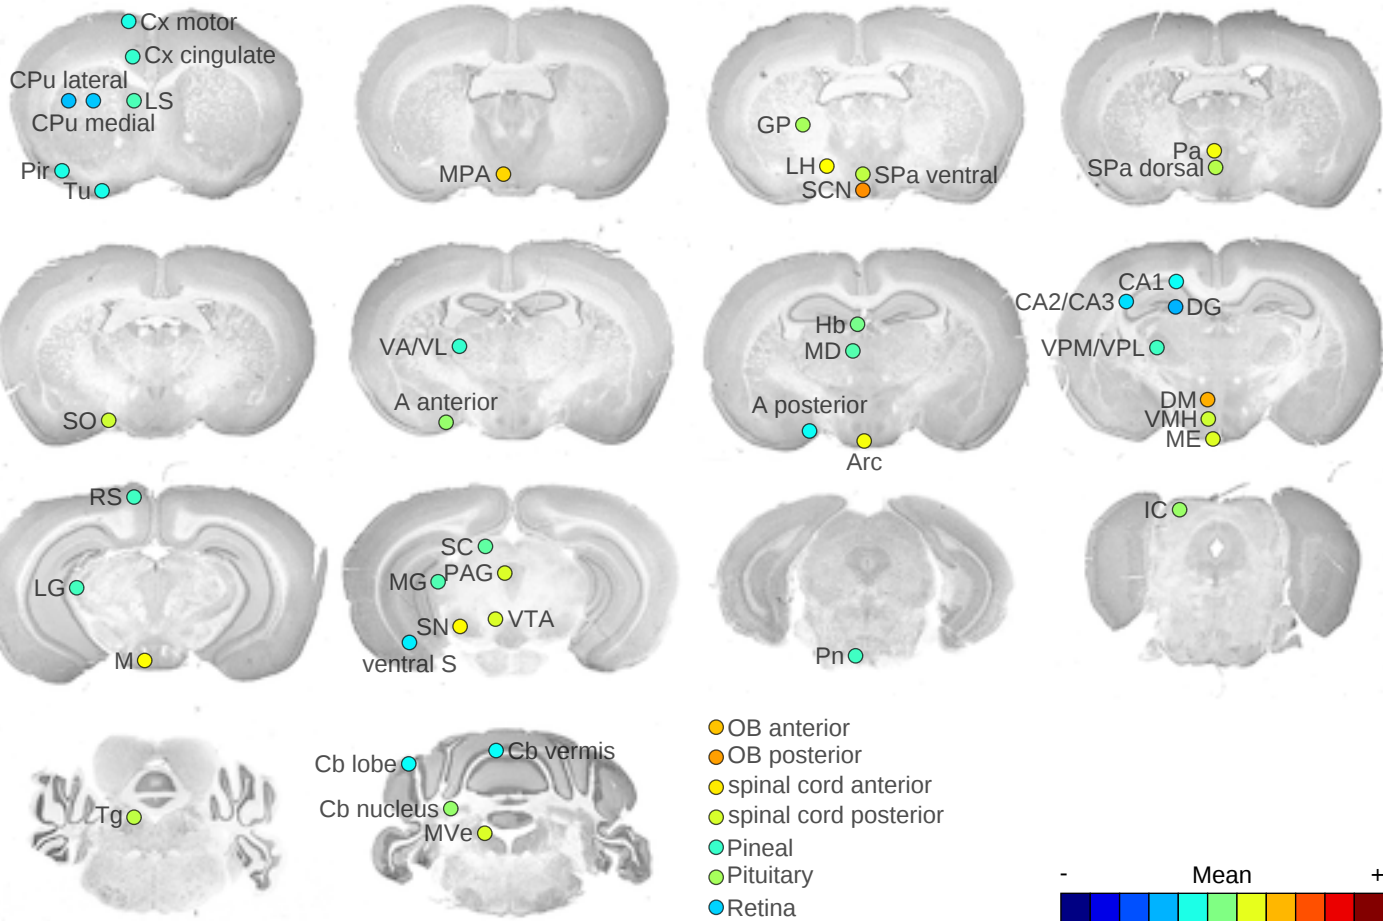 Cx motor
Cx cingulate
CPu lateral
LS
CPu medial
Pir
Tu
MPA
GP
LH
SPa ventral
SCN
Pa
SPa dorsal
SO
VA/VL
A anterior
Hb
MD
A posterior
Arc
CA1
CA2/CA3
DG
VPM/VPL
DM
VMH
ME
RS
LG
M
SC
MG
PAG
SN
VTA
ventral S
Pn
IC
Tg
Cb lobe
Cb vermis
Cb nucleus
MVe
OB anterior
OB posterior
spinal cord anterior
spinal cord posterior
Pineal
Pituitary
Retina
- Mean +